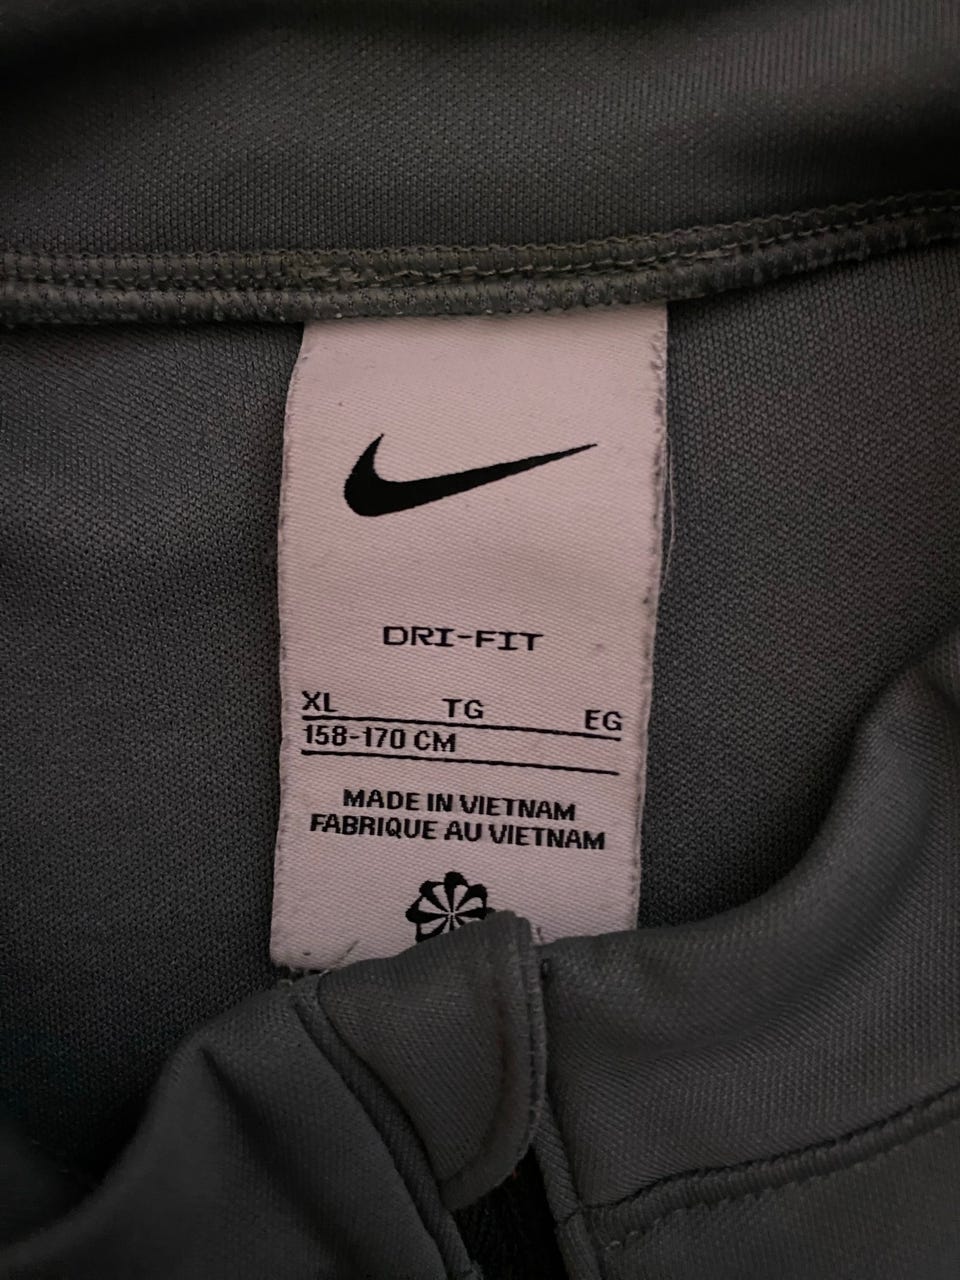 DRI-FIT
XL TG EG
158-170 CM
MADE IN VIETNAM
FABRIQUE AU VIETNAM